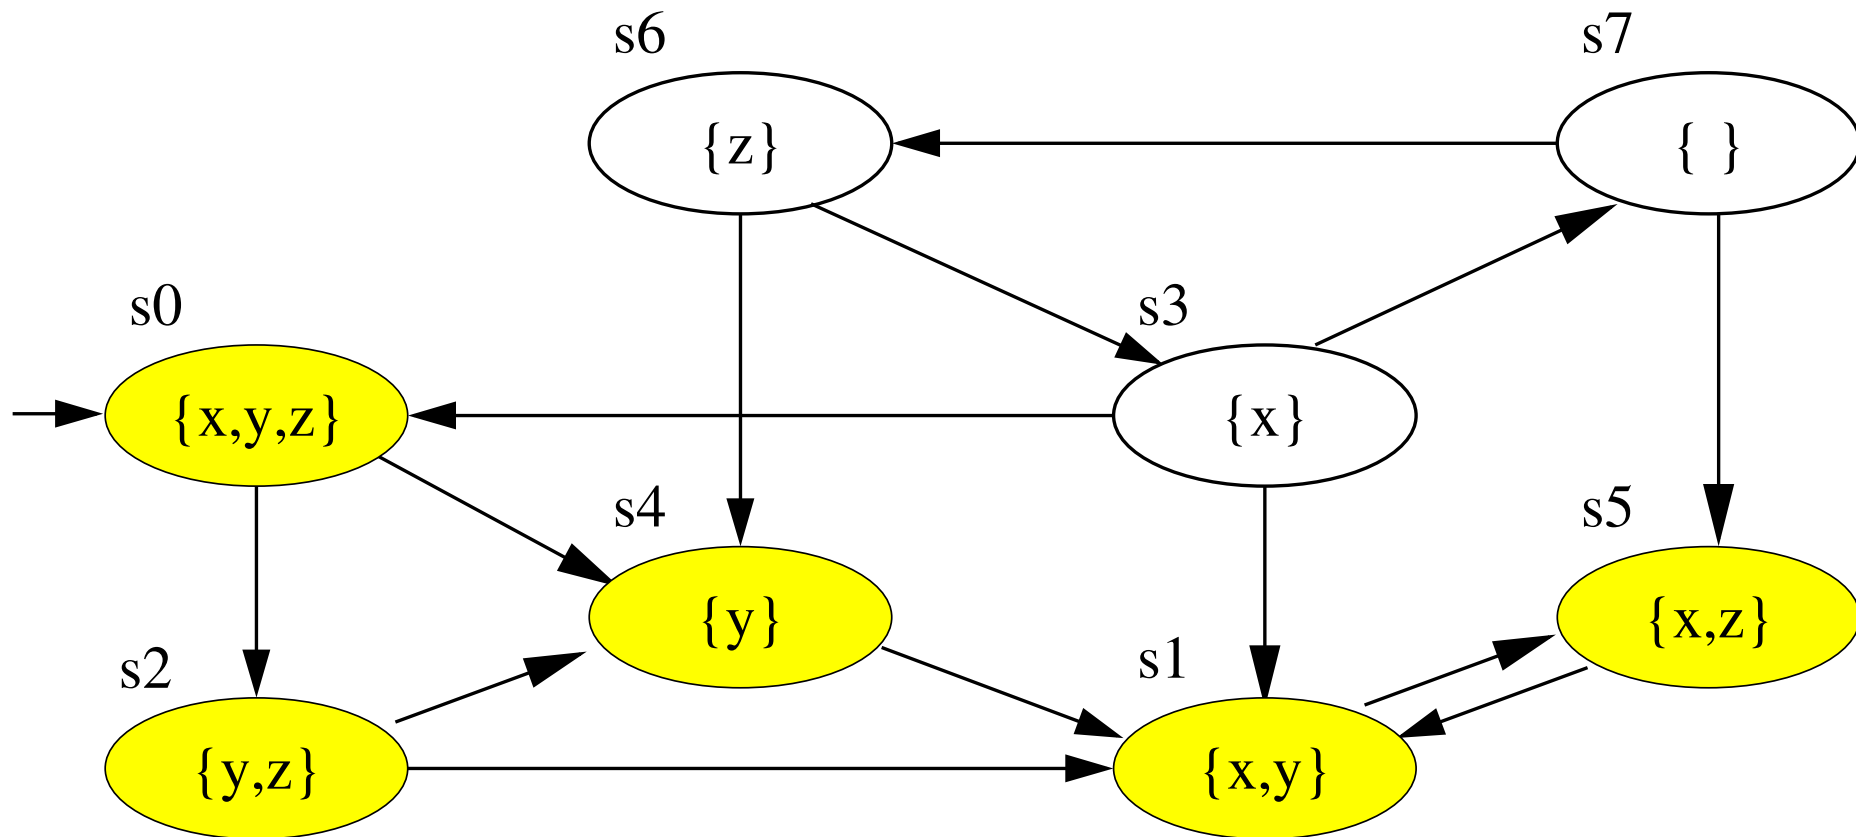 s6
s7
{z}
{ }
s0
s3
{x,y,z}
{x}
s4
s5
{y}
{x,z}
s2
s1
{y,z}
{x,y}